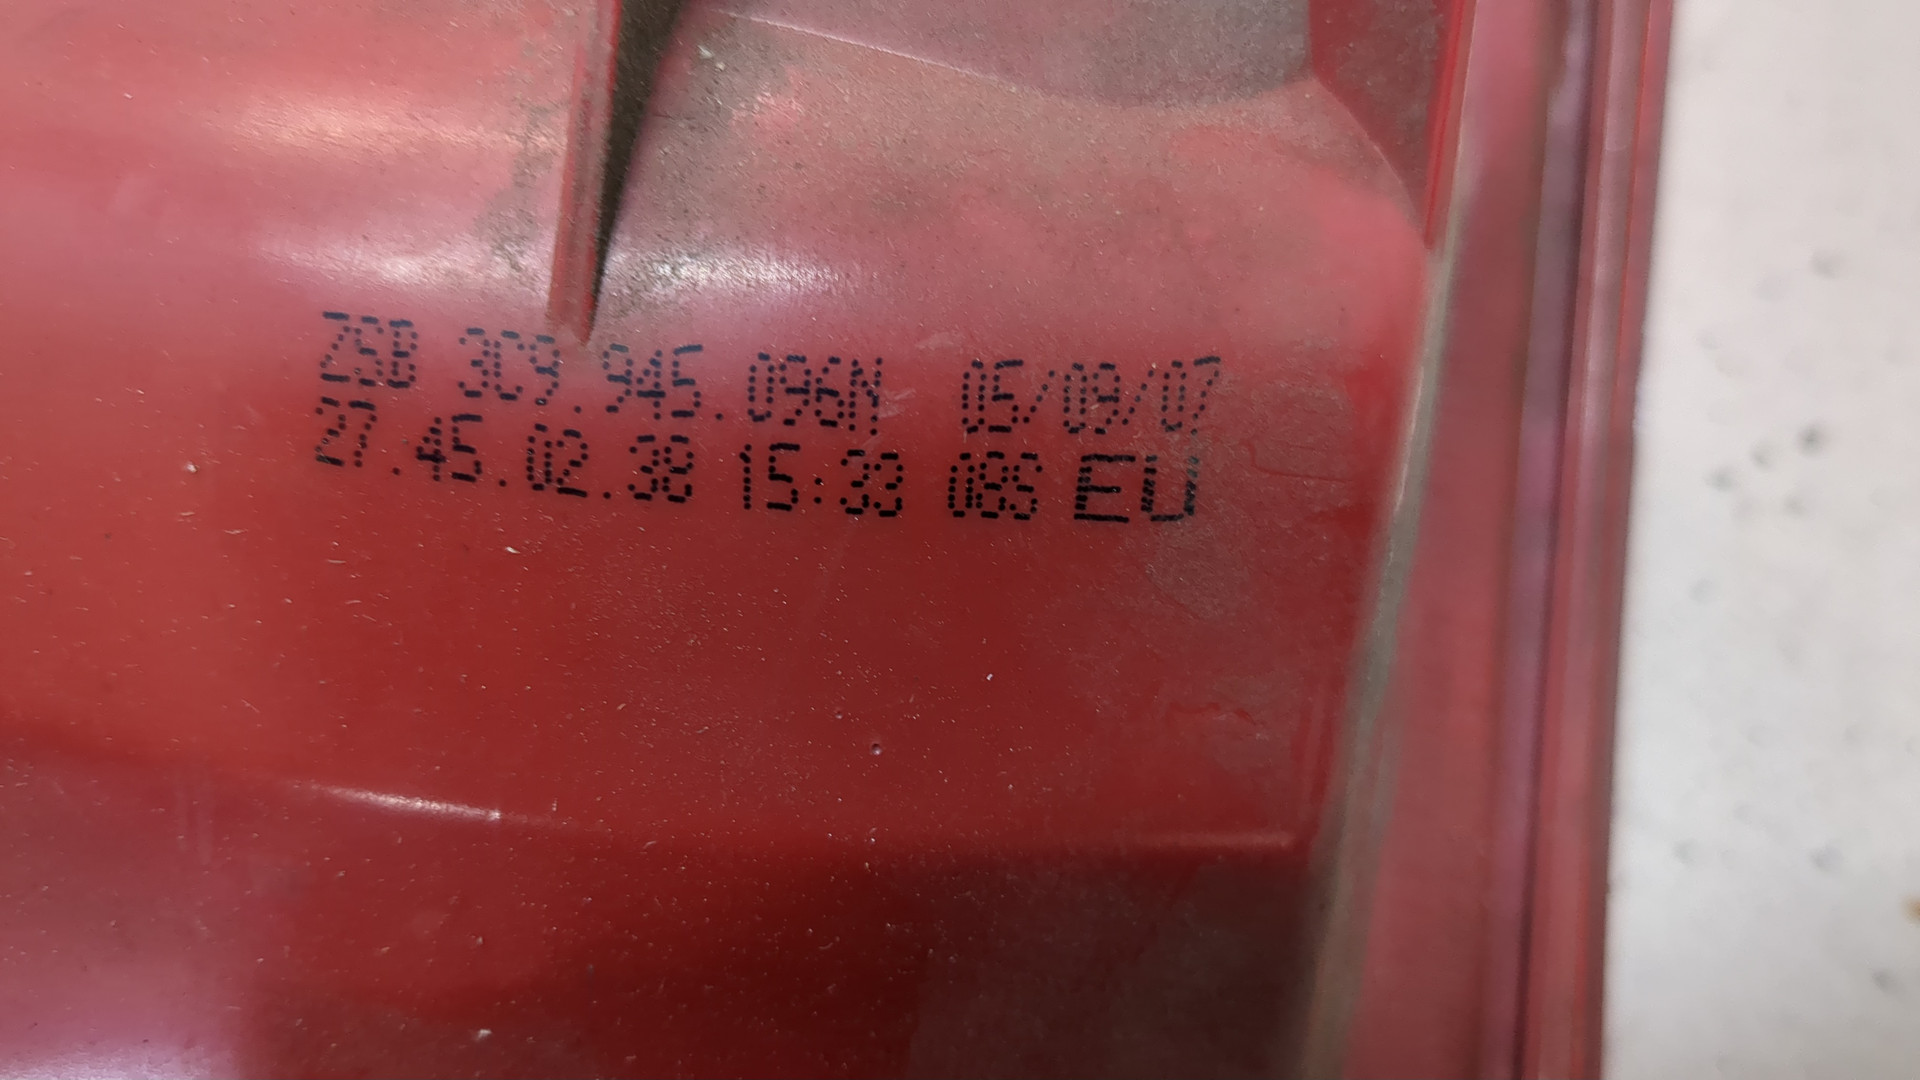 ZSB 3C9.945.096N 05/09/07
27.45.02.38 15:33 08S EU